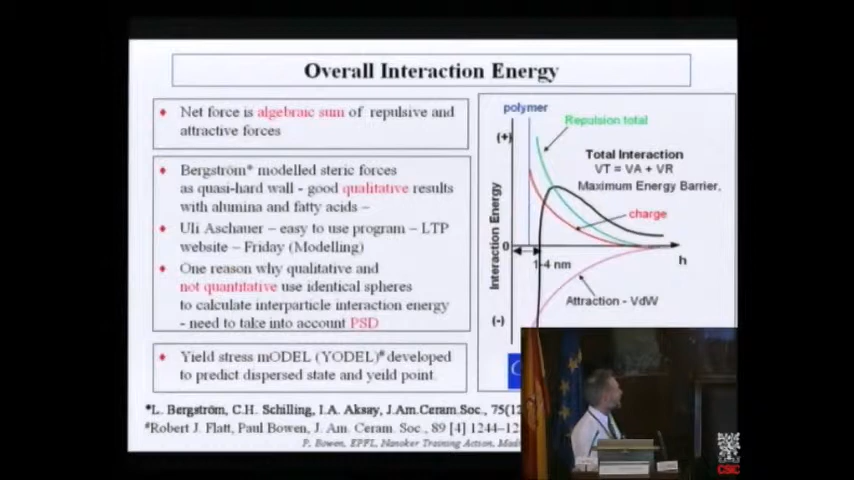 Overall Interaction Energy
♦ Net force is algebraic sum of repulsive and
attractive forces
♦ Bergström* modelled steric forces
as quasi-hard wall - good qualitative results
with alumina and fatty acids –
♦ Uli Aschauer – easy to use program – LTP
website – Friday (Modelling)
♦ One reason why qualitative and
not quantitative use identical spheres
to calculate interparticle interaction energy
- need to take into account PSD
♦ Yield stress mODEL (YODEL)# developed
to predict dispersed state and yeild point.
polymer
Repulsion total
(+)
Total Interaction
VT = VA + VR
Maximum Energy Barrier.
charge
Interaction Energy
0
h
1-4 nm
Attraction - VdW
(-)
*L. Bergström, C.H. Schilling, I.A. Aksay, J.Am.Ceram.Soc., 75(12
#Robert J. Flatt, Paul Bowen, J. Am. Ceram. Soc., 89 [4] 1244–12
P. Bowen, EPFL, Nanoker Training Action,
CSIC